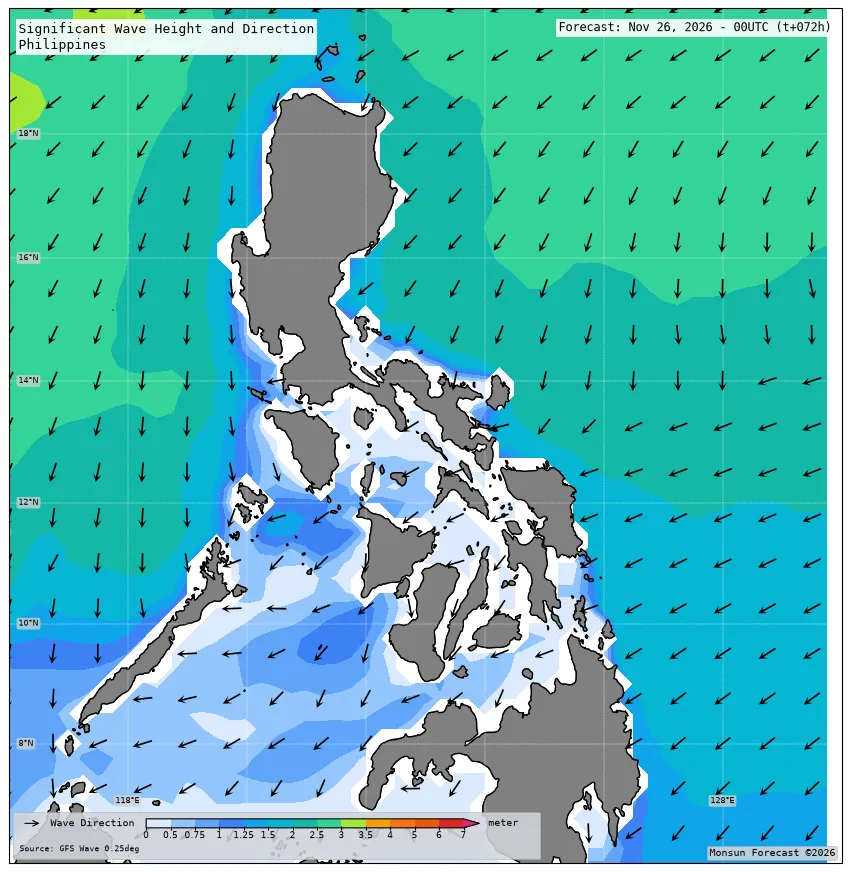 Significant Wave Height and Direction
Philippines
Forecast: Nov 26, 2026 - 00UTC (t+072h)
18°N
16°N
14°N
12°N
10°N
8°N
118°E
128°E
Wave Direction
0 0.5 0.75 1 1.25 1.5 2 2.5 3 3.5 4 5 6 7
meter
Source: GFS Wave 0.25deg
Monsun Forecast ©2026